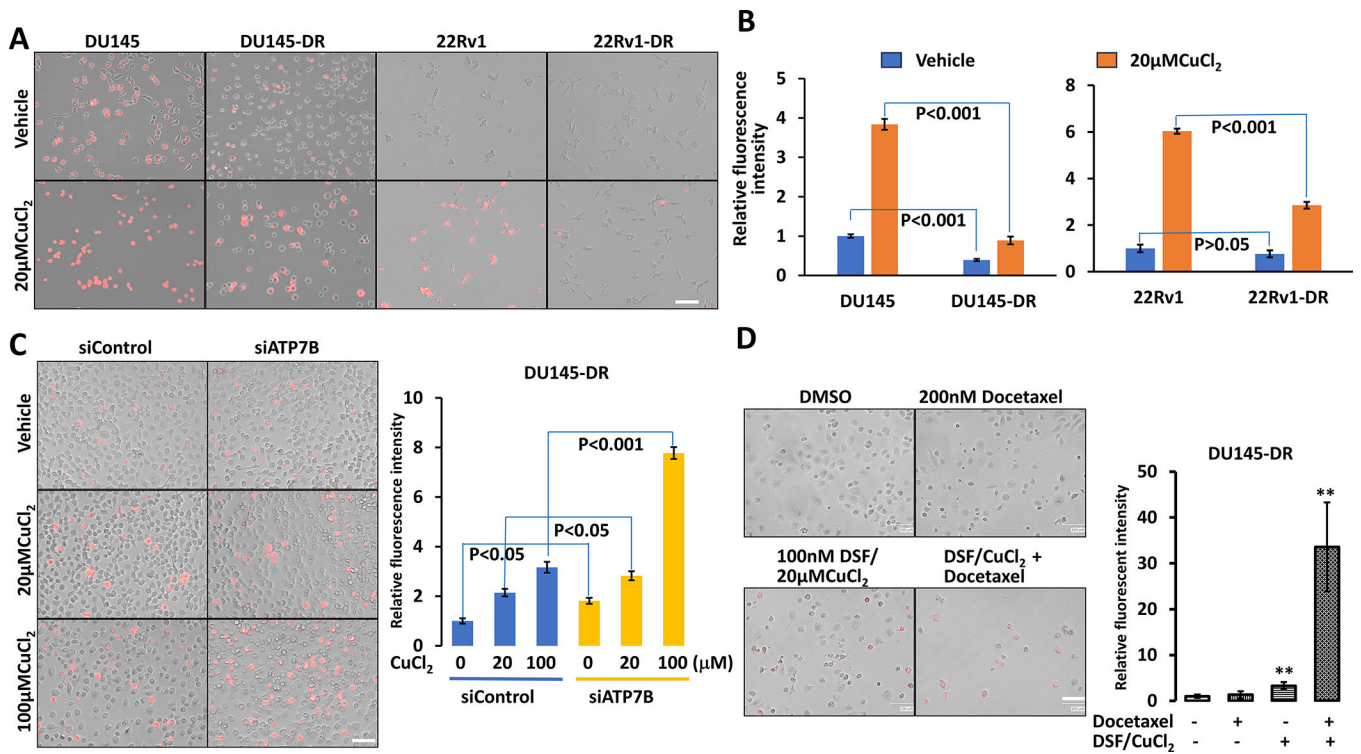 A
DU145
DU145-DR
22Rv1
22Rv1-DR
Vehicle
20μMCuCl₂
B
Vehicle
20μMCuCl₂
Relative fluorescence
intensity
5
4
3
2
1
0
P<0.001
P<0.001
DU145
DU145-DR
8
6
4
2
0
P<0.001
P>0.05
22Rv1
22Rv1-DR
C
siControl
siATP7B
Vehicle
20μMCuCl₂
100μMCuCl₂
DU145-DR
Relative fluorescence intensity
10
8
6
4
2
0
P<0.001
P<0.05
P<0.05
CuCl₂
0
20
100
0
20
100
(μM)
siControl
siATP7B
D
DMSO
200nM Docetaxel
100nM DSF/
20μMCuCl₂
DSF/CuCl₂ +
Docetaxel
DU145-DR
Relative fluorescent intensity
50
40
30
20
10
0
**
**
Docetaxel - + - +
DSF/CuCl₂ - - + +